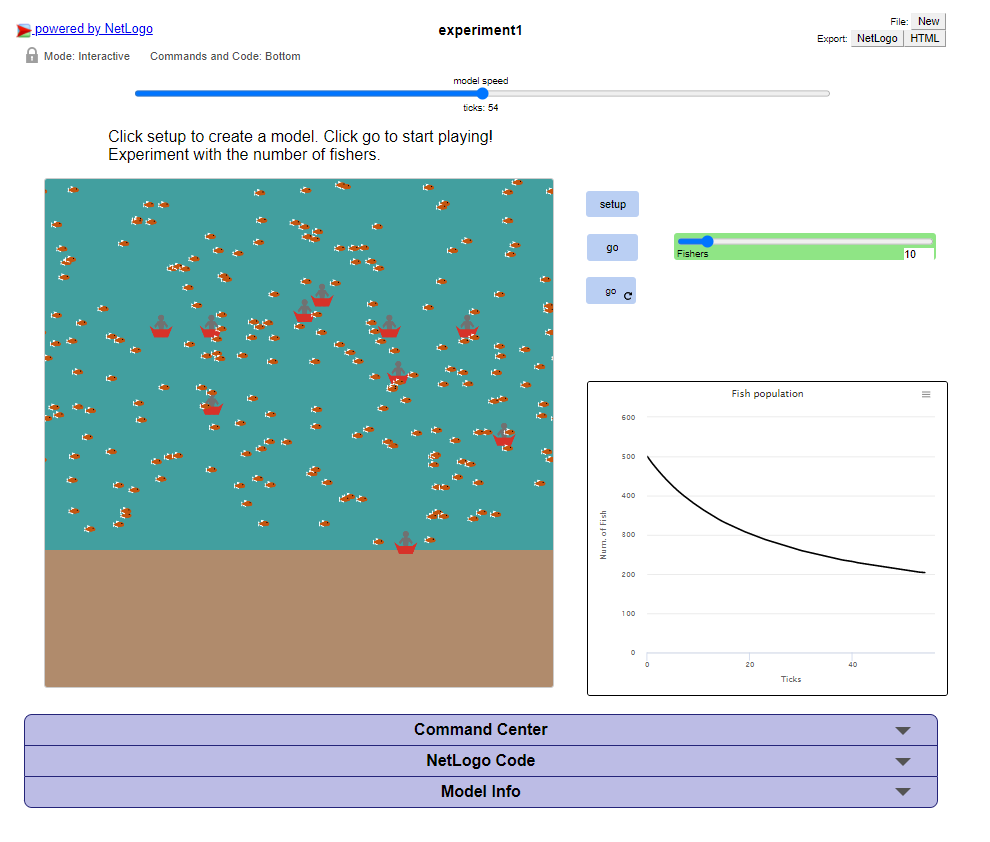 powered by NetLogo
experiment1
File: New
Export: NetLogo HTML
Mode: Interactive Commands and Code: Bottom
model speed
ticks: 54
Click setup to create a model. Click go to start playing!
Experiment with the number of fishers.
setup
go
Fishers 10
go
Fish population
600
500
400
300
200
100
0
Num. of Fish
0 20 40
Ticks
Command Center
NetLogo Code
Model Info